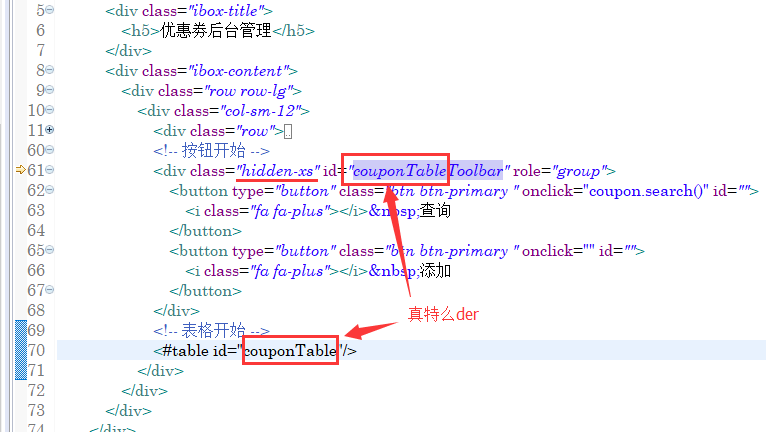 5 <div class="ibox-title">
6 <h5>优惠券后台管理</h5>
7 </div>
8 <div class="ibox-content">
9 <div class="row row-lg">
10 <div class="col-sm-12">
11 <div class="row">
60 <!-- 按钮开始 -->
61 <div class="hidden-xs" id="couponTableToolbar" role="group">
62 <button type="button" class="btn btn-primary " onclick="coupon.search()" id="">
63 <i class="fa fa-plus"></i>&nbsp;查询
64 </button>
65 <button type="button" class="btn btn-primary " onclick="" id="">
66 <i class="fa fa-plus"></i>&nbsp;添加
67 </button>
68 </div>
真特么der
69 <!-- 表格开始 -->
70 <#table id="couponTable"/>
71 </div>
72 </div>
73 </div>
74 </div>